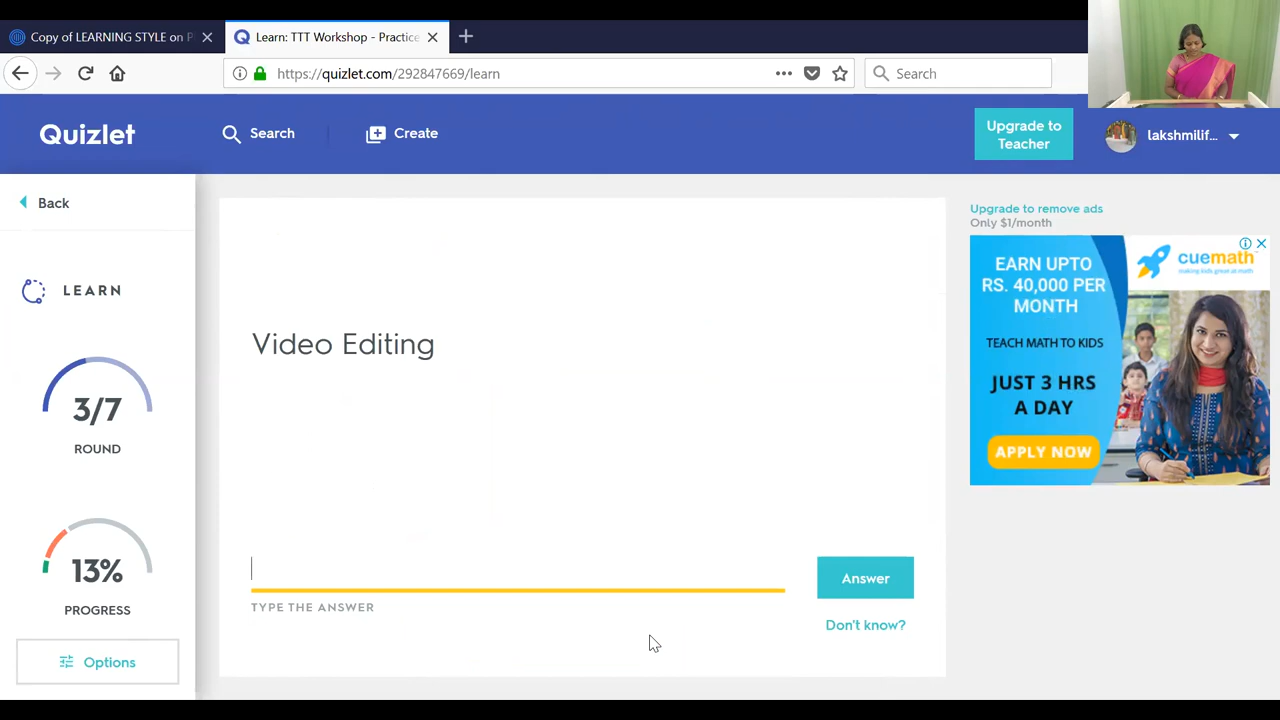 Copy of LEARNING STYLE on P
Learn: TTT Workshop - Practice
https://quizlet.com/292847669/learn
Search
Quizlet
Search
Create
Upgrade to
Teacher
lakshmilif...
Back
LEARN
3/7
ROUND
13%
PROGRESS
Options
Video Editing
TYPE THE ANSWER
Answer
Don't know?
Upgrade to remove ads
Only $1/month
EARN UPTO
RS. 40,000 PER
MONTH
cuemath
making kids great at math
TEACH MATH TO KIDS
JUST 3 HRS
A DAY
APPLY NOW